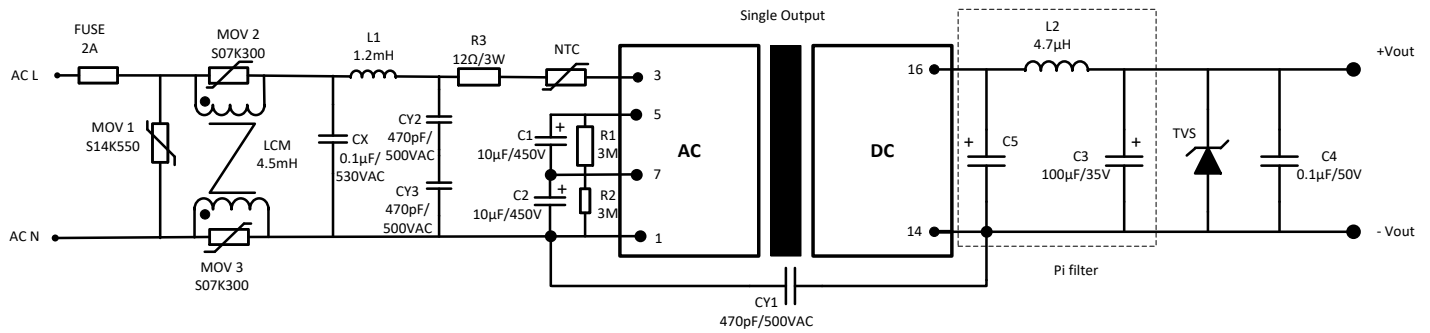 Single Output
FUSE
2A
MOV 2
S07K300
L1
1.2mH
R3
12Ω/3W
NTC
L2
4.7µH
AC L
3
16
+Vout
MOV 1
S14K550
LCM
4.5mH
CX
0.1µF/
530VAC
CY2
470pF/
500VAC
CY3
470pF/
500VAC
C1
+
10µF/450V
R1
3M
5
C2
+
10µF/450V
R2
3M
7
AC
DC
+
C5
C3
+
100µF/35V
TVS
C4
0.1µF/50V
AC N
1
14
- Vout
MOV 3
S07K300
Pi filter
CY1
470pF/500VAC